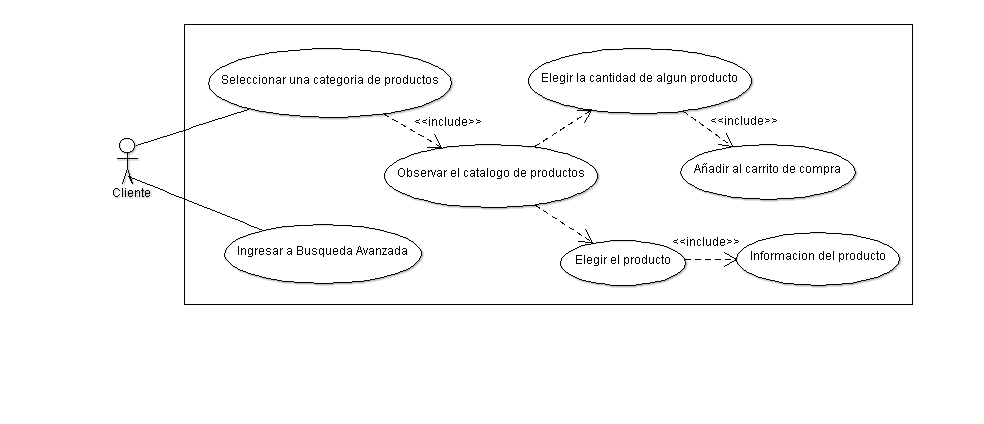 Seleccionar una categoria de productos
Elegir la cantidad de algun producto
<<include>>
<<include>>
Observar el catalogo de productos
Añadir al carrito de compra
Cliente
Ingresar a Busqueda Avanzada
Elegir el producto
<<include>>
Informacion del producto